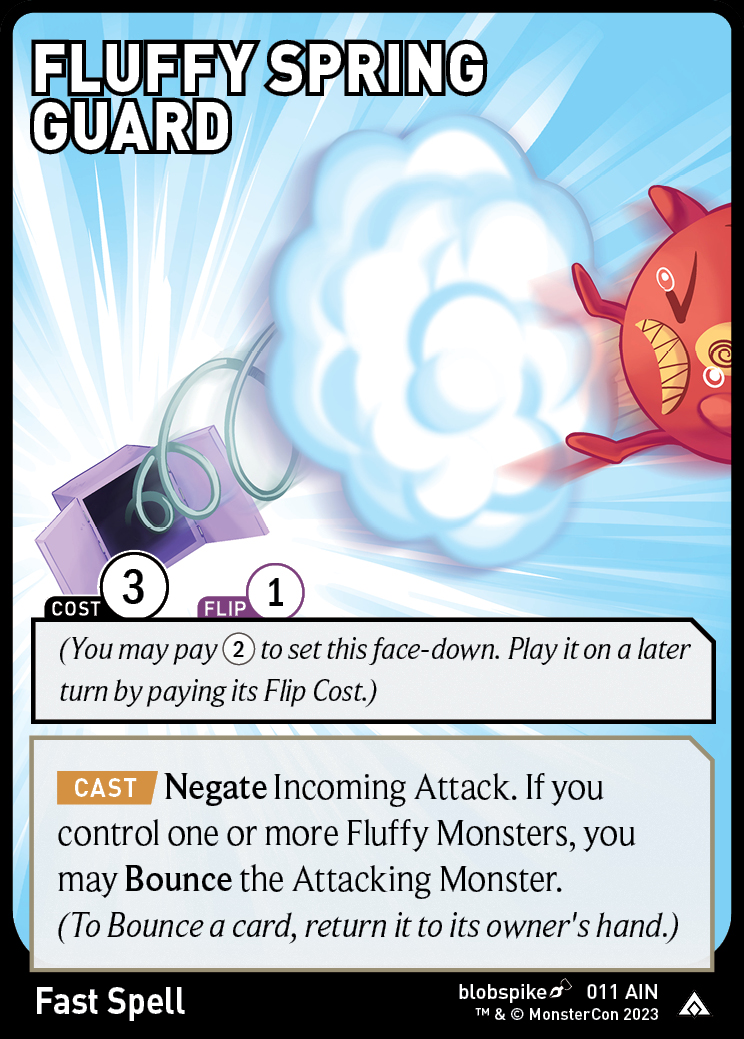 FLUFFY SPRING
GUARD
COST 3 FLIP 1
(You may pay 2 to set this face-down. Play it on a later
turn by paying its Flip Cost.)
CAST Negate Incoming Attack. If you
control one or more Fluffy Monsters, you
may Bounce the Attacking Monster.
(To Bounce a card, return it to its owner's hand.)
Fast Spell
blobspike 011 AIN
™ & © MonsterCon 2023